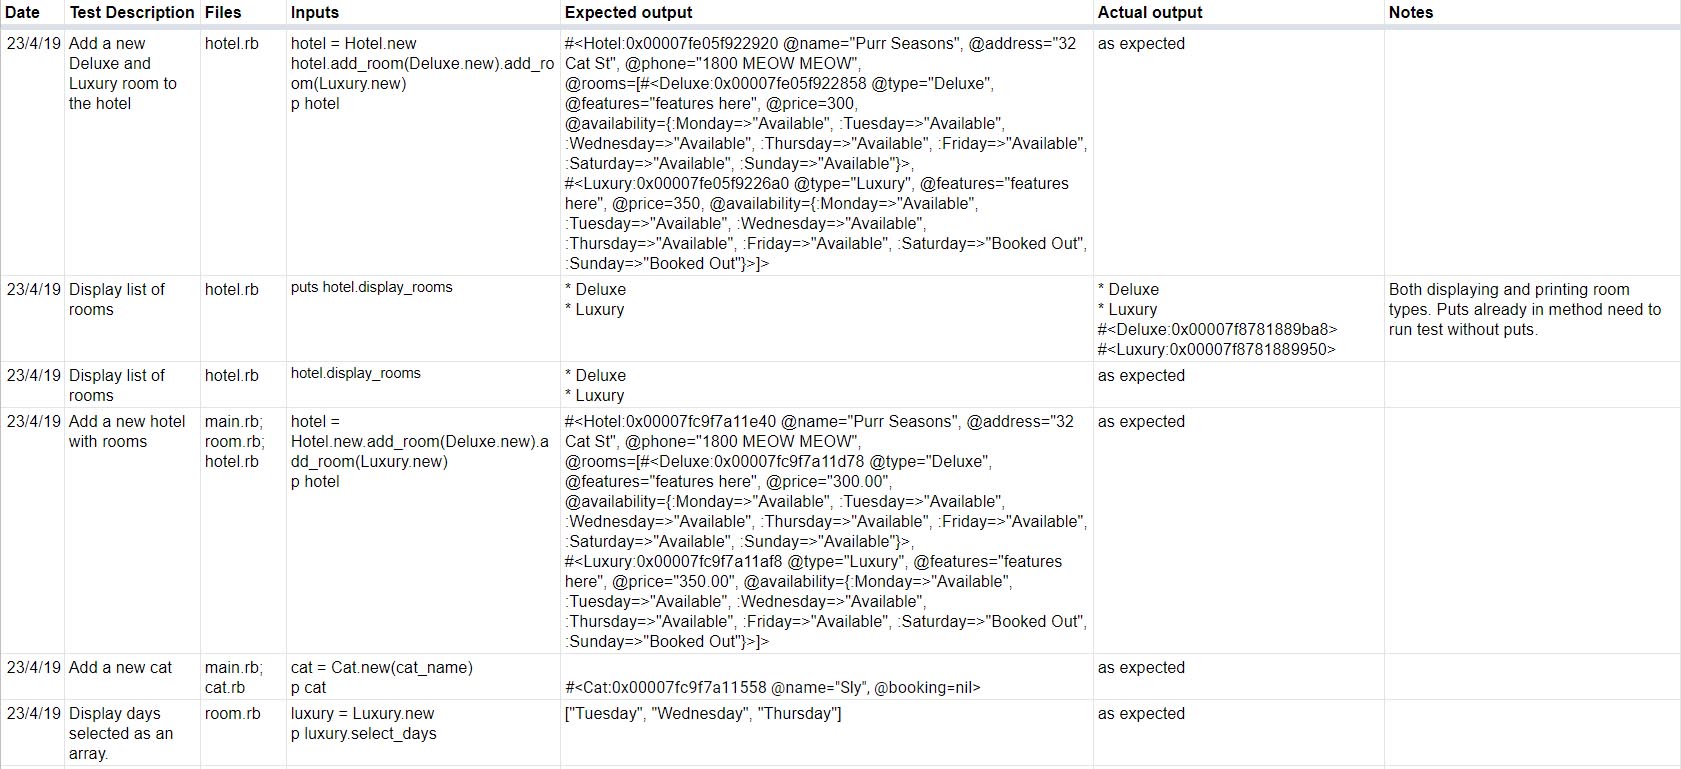 Date Test Description Files Inputs Expected output Actual output Notes
23/4/19 Add a new Deluxe and Luxury room to the hotel
hotel.rb
hotel = Hotel.new
hotel.add_room(Deluxe.new).add_ro
om(Luxury.new)
p hotel
#<Hotel:0x00007fe05f922920 @name="Purr Seasons", @address="32
Cat St", @phone="1800 MEOW MEOW",
@rooms=[#<Deluxe:0x00007fe05f922858 @type="Deluxe",
@features="features here", @price=300,
@availability={:Monday=>"Available", :Tuesday=>"Available",
:Wednesday=>"Available", :Thursday=>"Available", :Friday=>"Available",
:Saturday=>"Available", :Sunday=>"Available"}>,
#<Luxury:0x00007fe05f9226a0 @type="Luxury", @features="features
here", @price=350, @availability={:Monday=>"Available",
:Tuesday=>"Available", :Wednesday=>"Available",
:Thursday=>"Available", :Friday=>"Available", :Saturday=>"Booked Out",
:Sunday=>"Booked Out"}>]>
as expected
23/4/19
Display list of
rooms
hotel.rb
puts hotel.display_rooms
* Deluxe
* Luxury
* Deluxe
* Luxury
#<Deluxe:0x00007f8781889ba8>
#<Luxury:0x00007f8781889950>
Both displaying and printing room
types. Puts already in method need to
run test without puts.
23/4/19
Display list of
rooms
hotel.rb
hotel.display_rooms
* Deluxe
* Luxury
as expected
23/4/19
Add a new hotel
with rooms
main.rb;
room.rb;
hotel.rb
hotel =
Hotel.new.add_room(Deluxe.new).a
dd_room(Luxury.new)
p hotel
#<Hotel:0x00007fc9f7a11e40 @name="Purr Seasons", @address="32
Cat St", @phone="1800 MEOW MEOW",
@rooms=[#<Deluxe:0x00007fc9f7a11d78 @type="Deluxe",
@features="features here", @price="300.00",
@availability={:Monday=>"Available", :Tuesday=>"Available",
:Wednesday=>"Available", :Thursday=>"Available", :Friday=>"Available",
:Saturday=>"Available", :Sunday=>"Available"}>,
#<Luxury:0x00007fc9f7a11af8 @type="Luxury", @features="features
here", @price="350.00", @availability={:Monday=>"Available",
:Tuesday=>"Available", :Wednesday=>"Available",
:Thursday=>"Available", :Friday=>"Available", :Saturday=>"Booked Out",
:Sunday=>"Booked Out"}>]>
as expected
23/4/19
Add a new cat
main.rb;
cat.rb
cat = Cat.new(cat_name)
p cat
#<Cat:0x00007fc9f7a11558 @name="Sly", @booking=nil>
as expected
23/4/19
Display days
selected as an
array.
room.rb
luxury = Luxury.new
p luxury.select_days
["Tuesday", "Wednesday", "Thursday"]
as expected